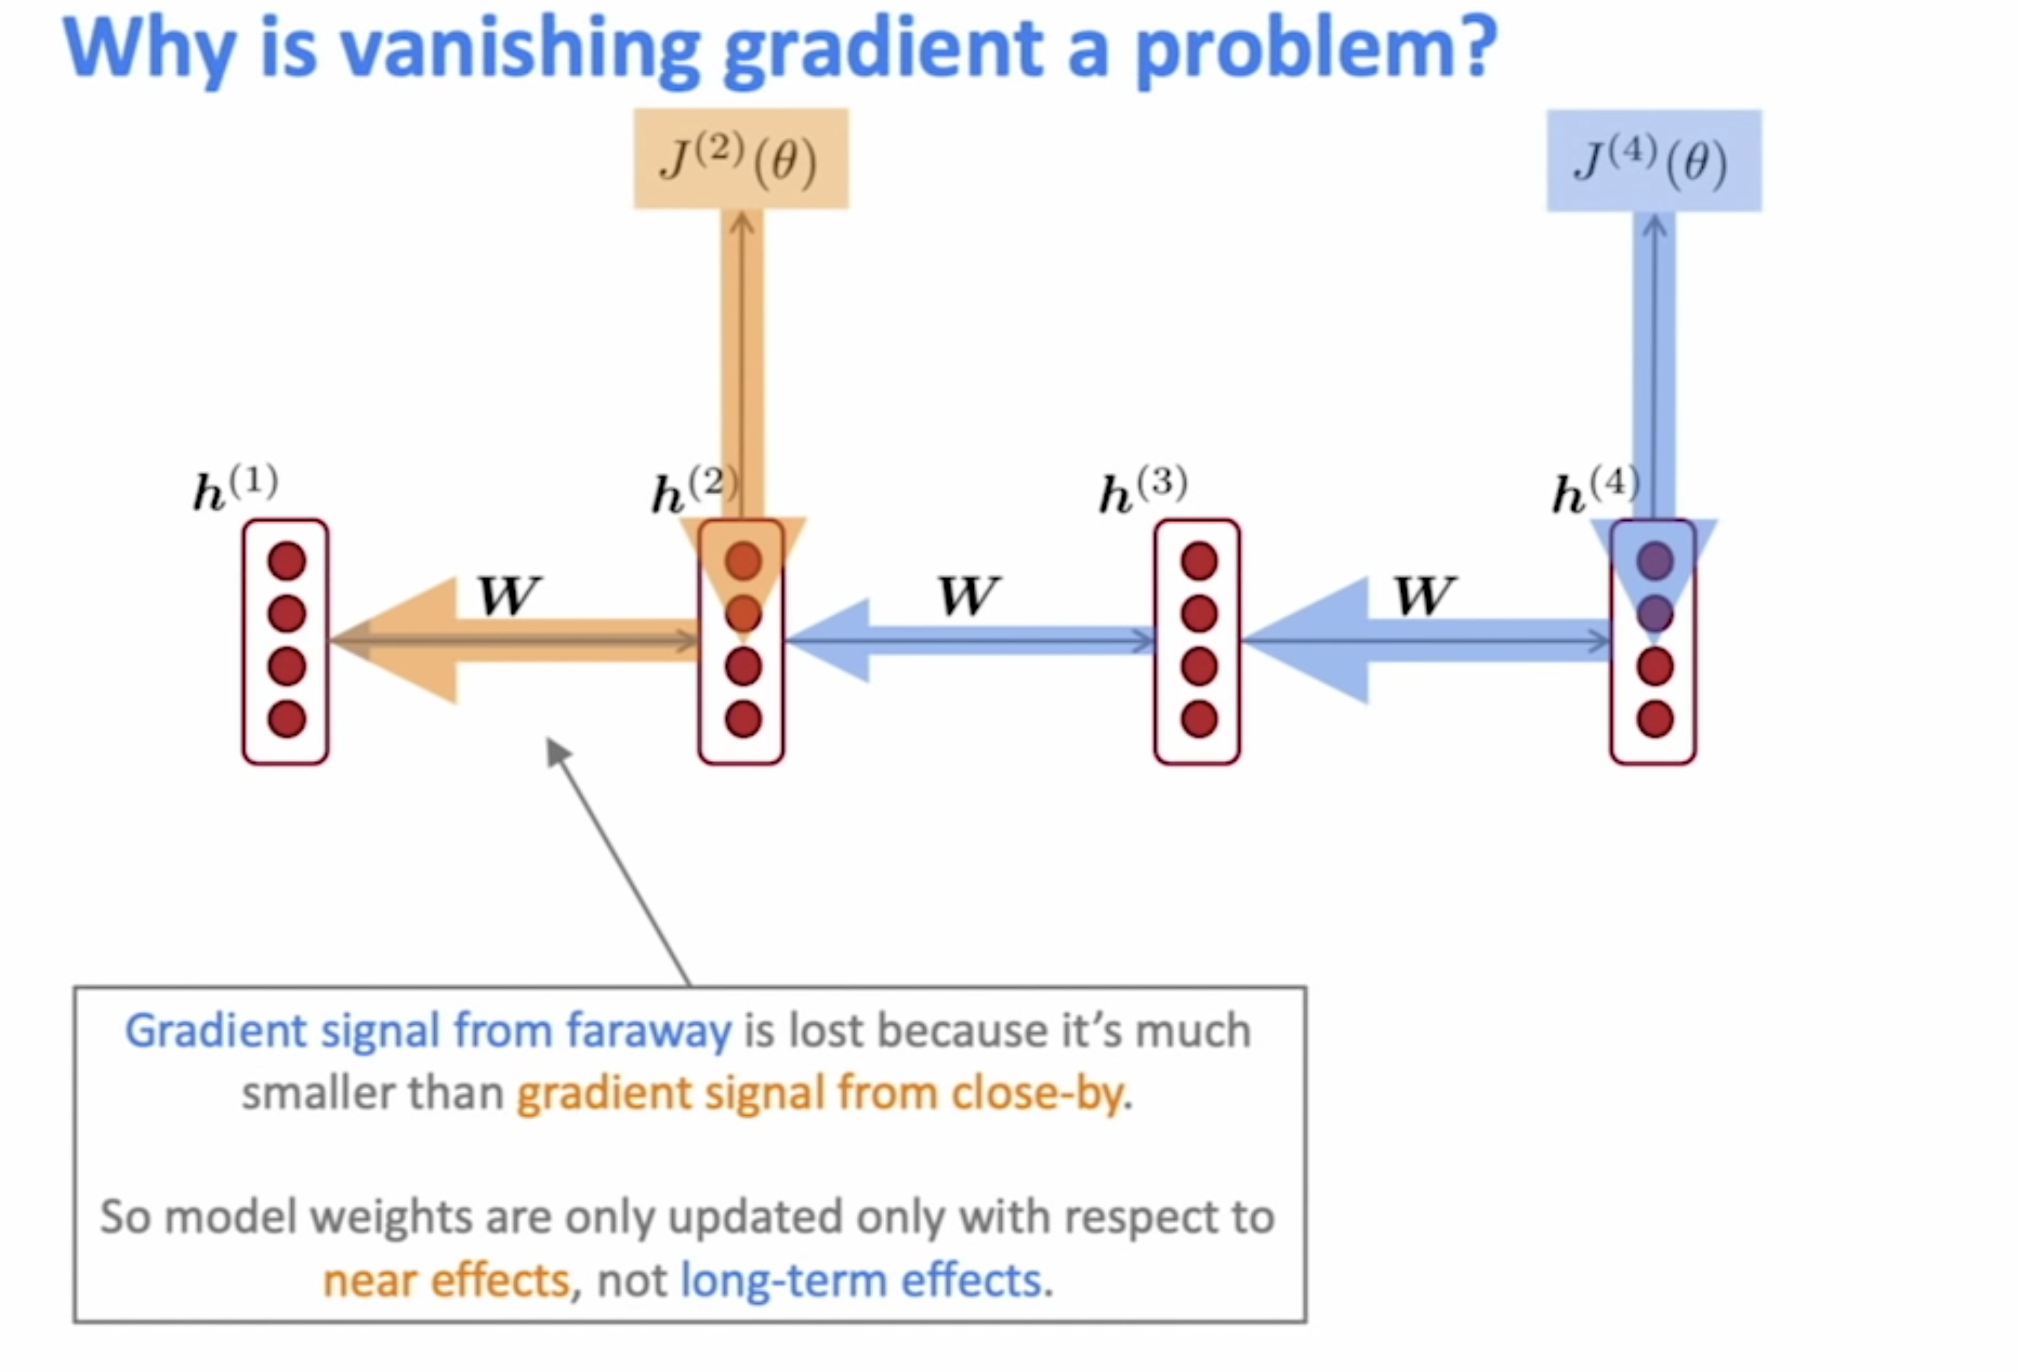 Why is vanishing gradient a problem?
J⁽²⁾(θ)
J⁽⁴⁾(θ)
h⁽¹⁾
h⁽²⁾
h⁽³⁾
h⁽⁴⁾
W
W
W
Gradient signal from faraway is lost because it’s much
smaller than gradient signal from close-by.
So model weights are only updated only with respect to
near effects, not long-term effects.